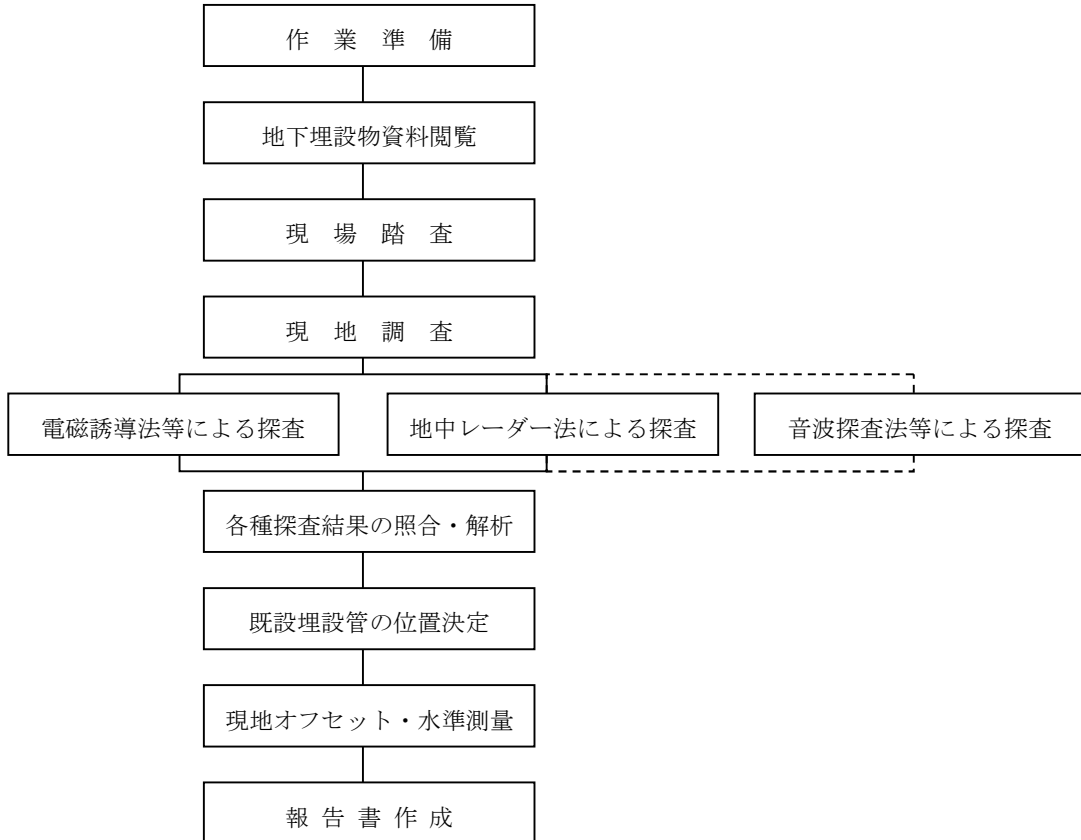 作　業　準　備
地下埋設物資料閲覧
現　場　踏　査
現　地　調　査
電磁誘導法等による探査
地中レーダー法による探査
音波探査法等による探査
各種探査結果の照合・解析
既設埋設管の位置決定
現地オフセット・水準測量
報 告 書 作 成